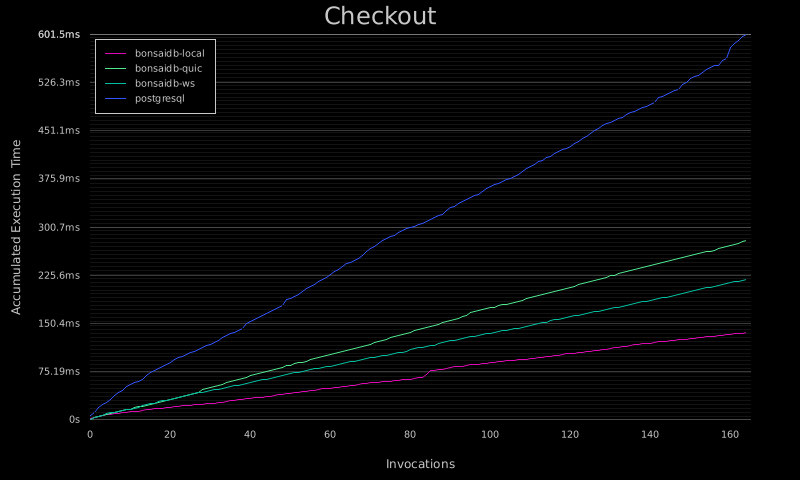 Checkout
601.5ms
bonsaidb-local
bonsaidb-quic
bonsaidb-ws
postgresql
526.3ms
451.1ms
375.9ms
300.7ms
225.6ms
150.4ms
75.19ms
0s
Accumulated Execution Time
0 20 40 60 80 100 120 140 160
Invocations